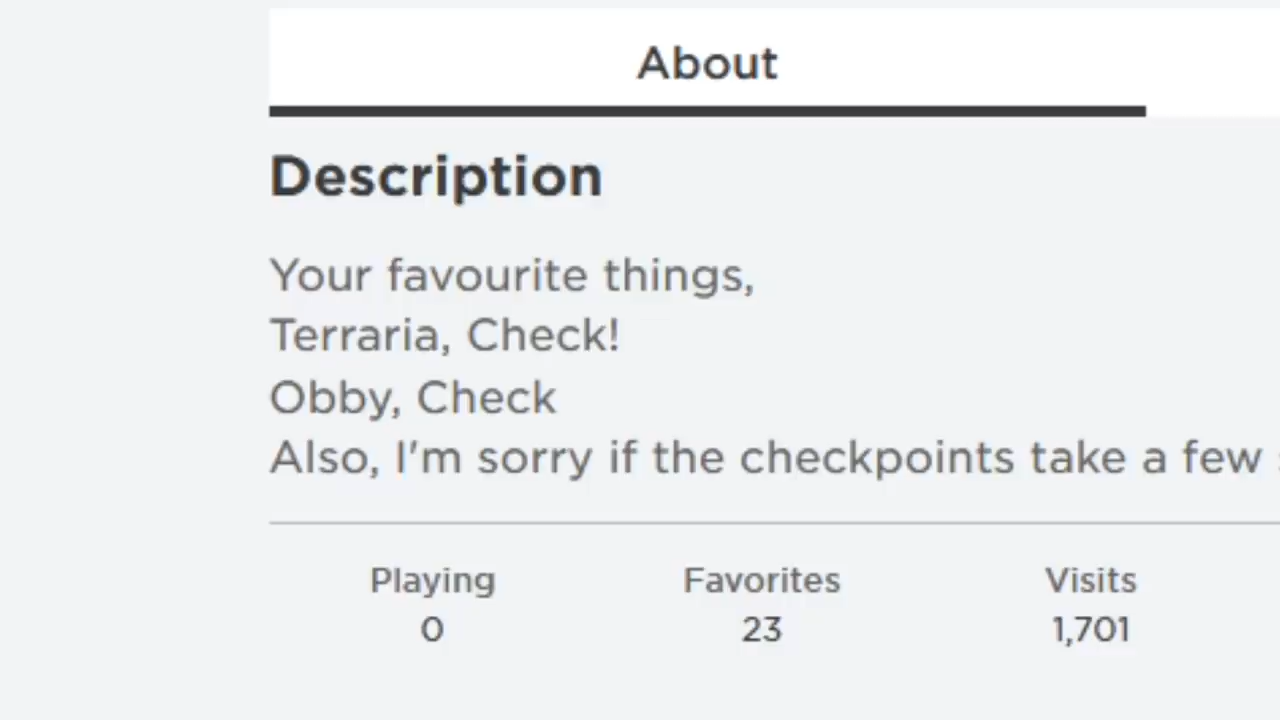 About
Description
Your favourite things,
Terraria, Check!
Obby, Check
Also, I'm sorry if the checkpoints take a few
Playing Favorites Visits
0 23 1,701